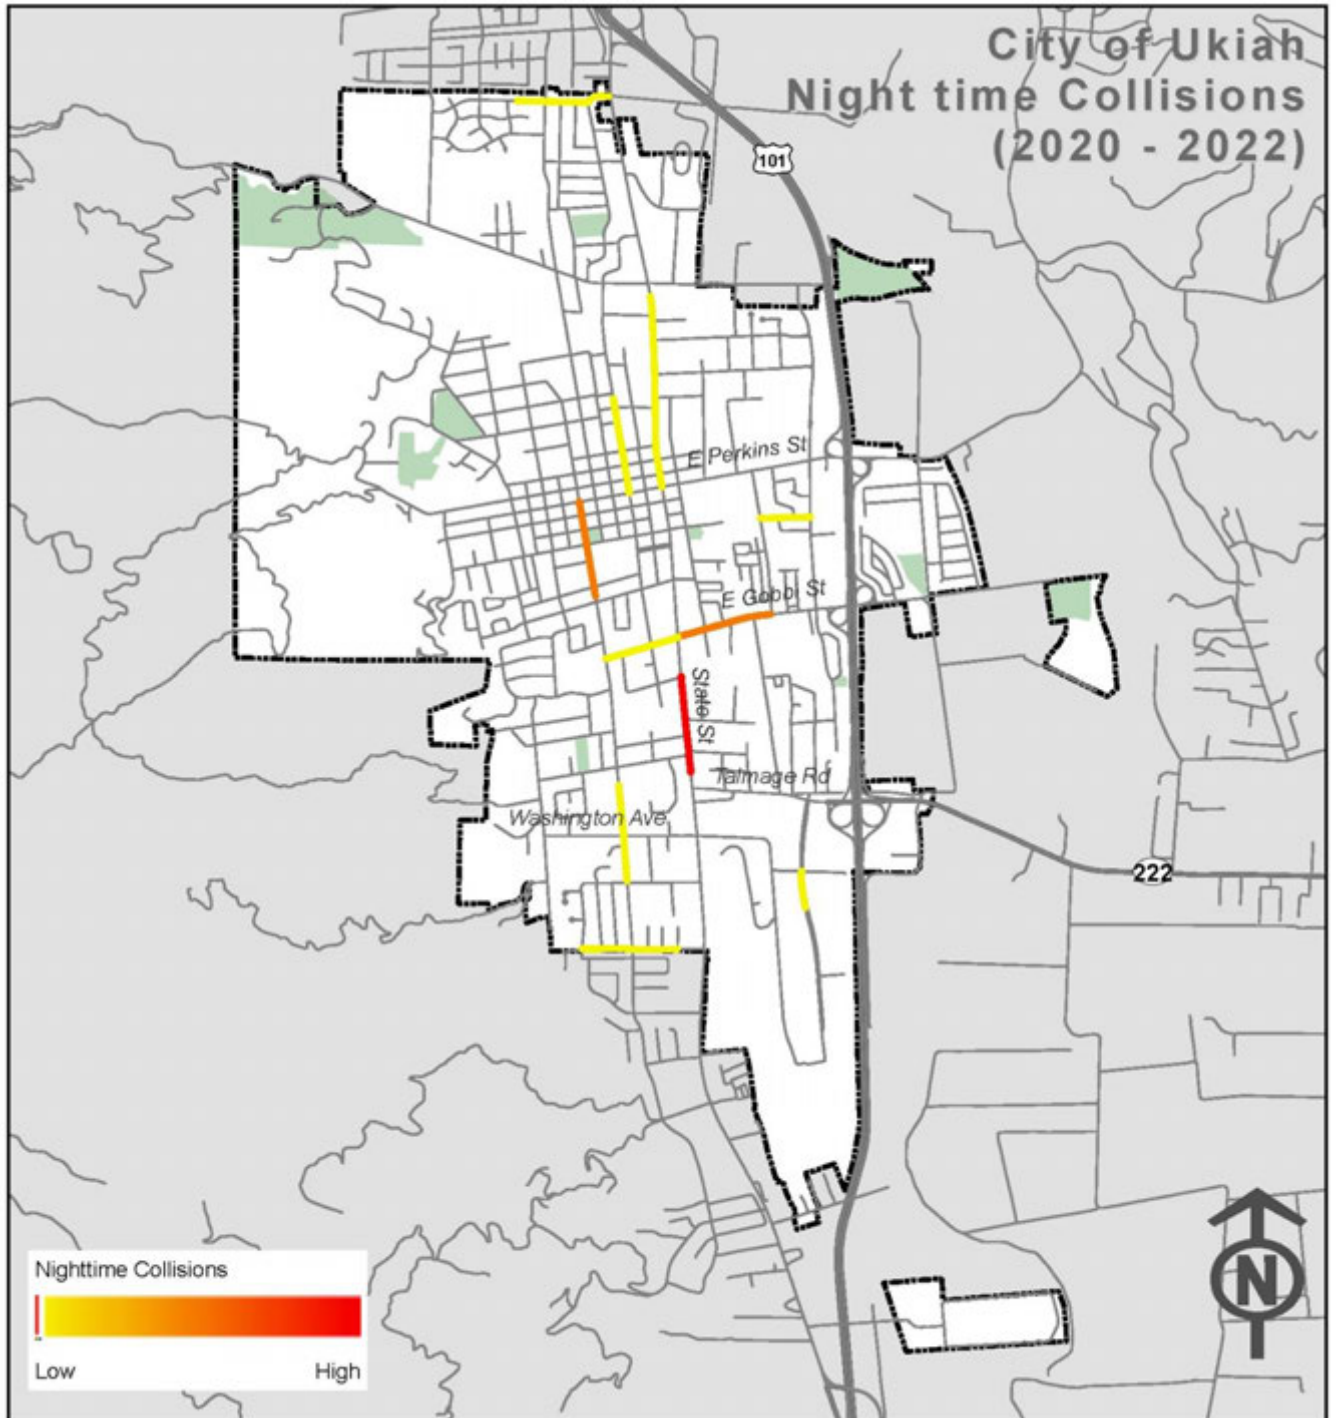 City of Ukiah
Night time Collisions
(2020 - 2022)
101
E Perkins St
E Gobbi St
State St
Talmage Rd
Washington Ave
222
Nighttime Collisions
Low High
N